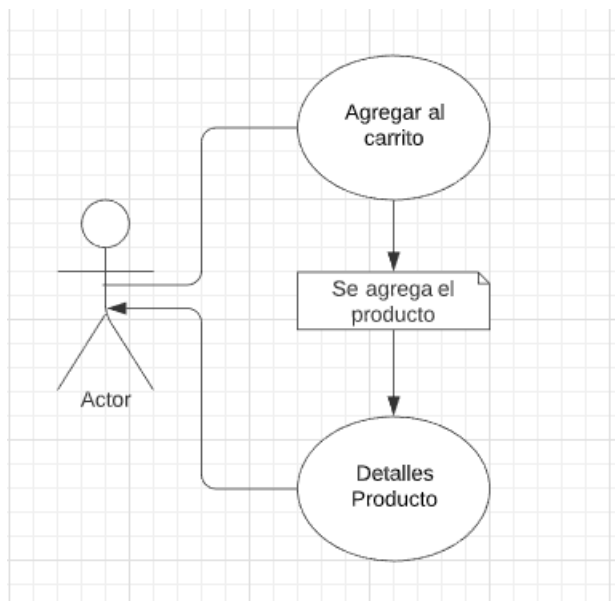 Agregar al
carrito
Se agrega el
producto
Actor
Detalles
Producto